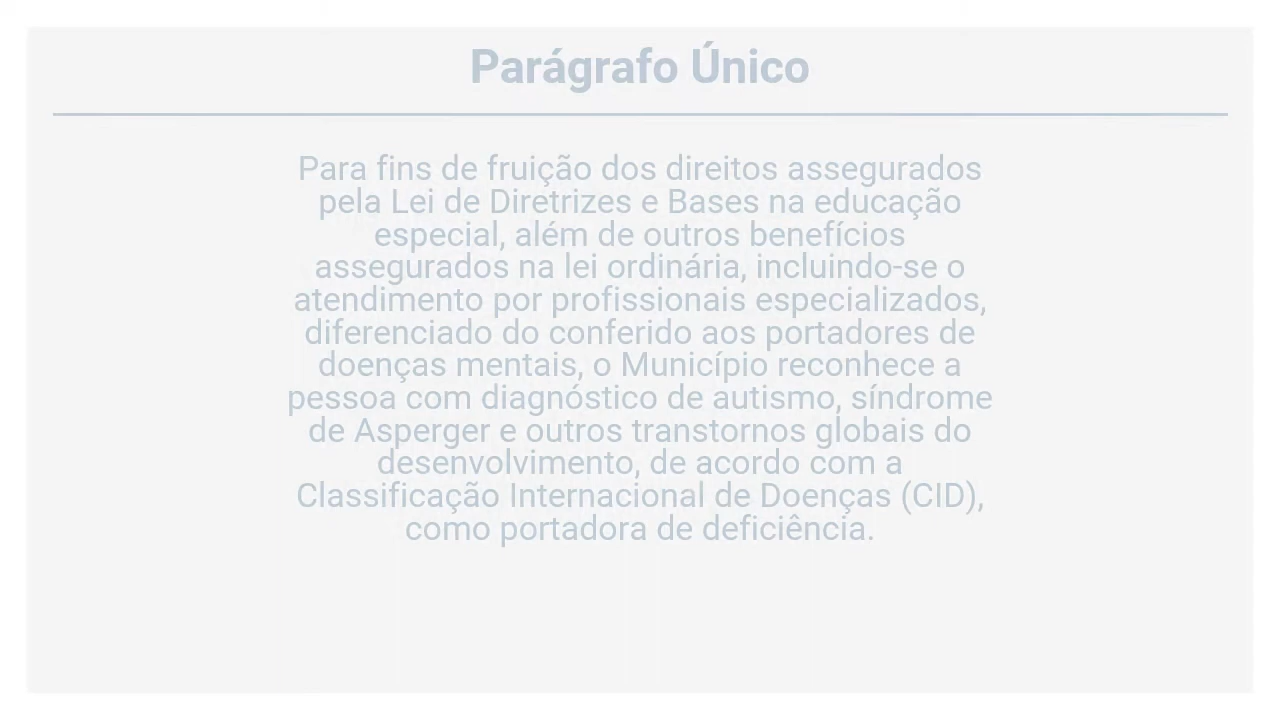 Parágrafo Único
Para fins de fruição dos direitos assegurados
pela Lei de Diretrizes e Bases na educação
especial, além de outros benefícios
assegurados na lei ordinária, incluindo-se o
atendimento por profissionais especializados,
diferenciado do conferido aos portadores de
doenças mentais, o Município reconhece a
pessoa com diagnóstico de autismo, síndrome
de Asperger e outros transtornos globais do
desenvolvimento, de acordo com a
Classificação Internacional de Doenças (CID),
como portadora de deficiência.